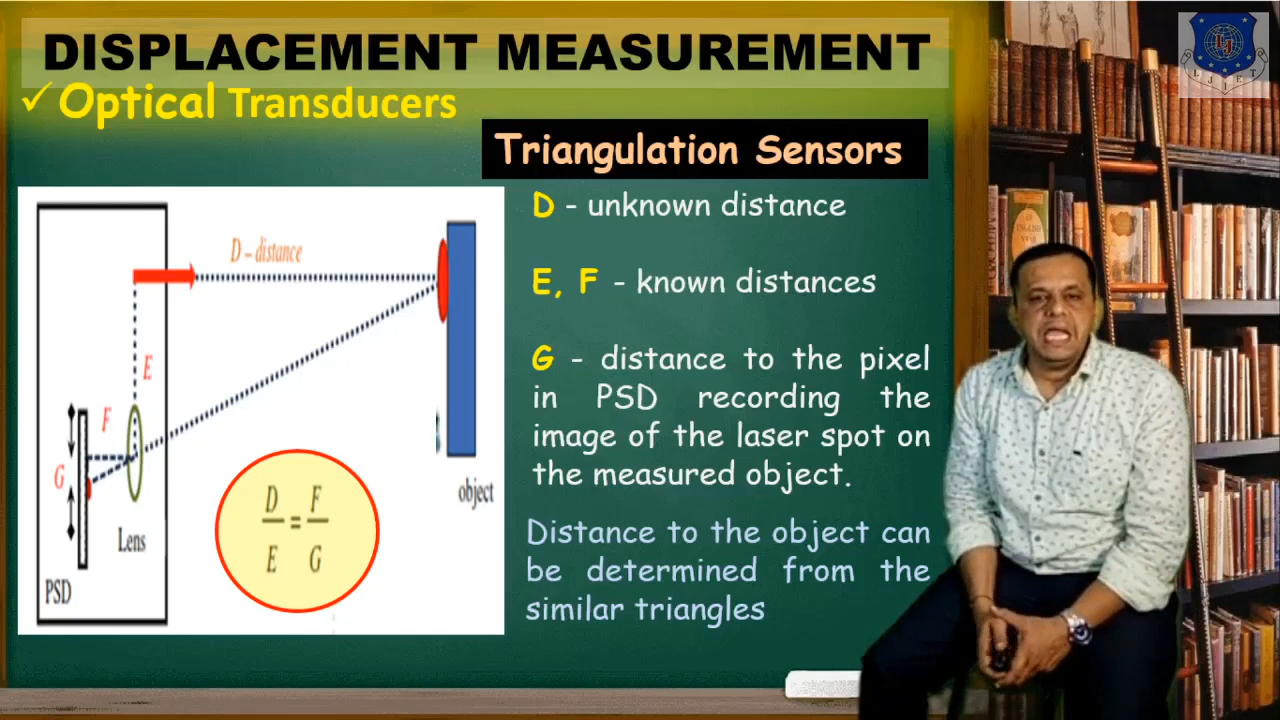 DISPLACEMENT MEASUREMENT
✓Optical Transducers
Triangulation Sensors
D – distance
E
F
G
Lens
PSD
object
D/E = F/G
D - unknown distance
E, F - known distances
G - distance to the pixel
in PSD recording the
image of the laser spot on
the measured object.
Distance to the object can
be determined from the
similar triangles
LJIET